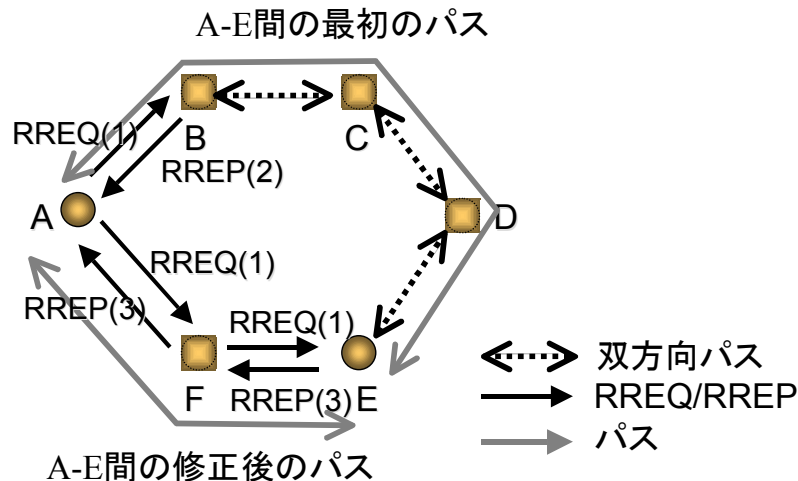 A-E間の最初のパス
RREQ(1)
B
C
RREP(2)
A
D
RREQ(1)
RREP(3)
RREQ(1)
F
RREP(3)
E
双方向パス
RREQ/RREP
パス
A-E間の修正後のパス